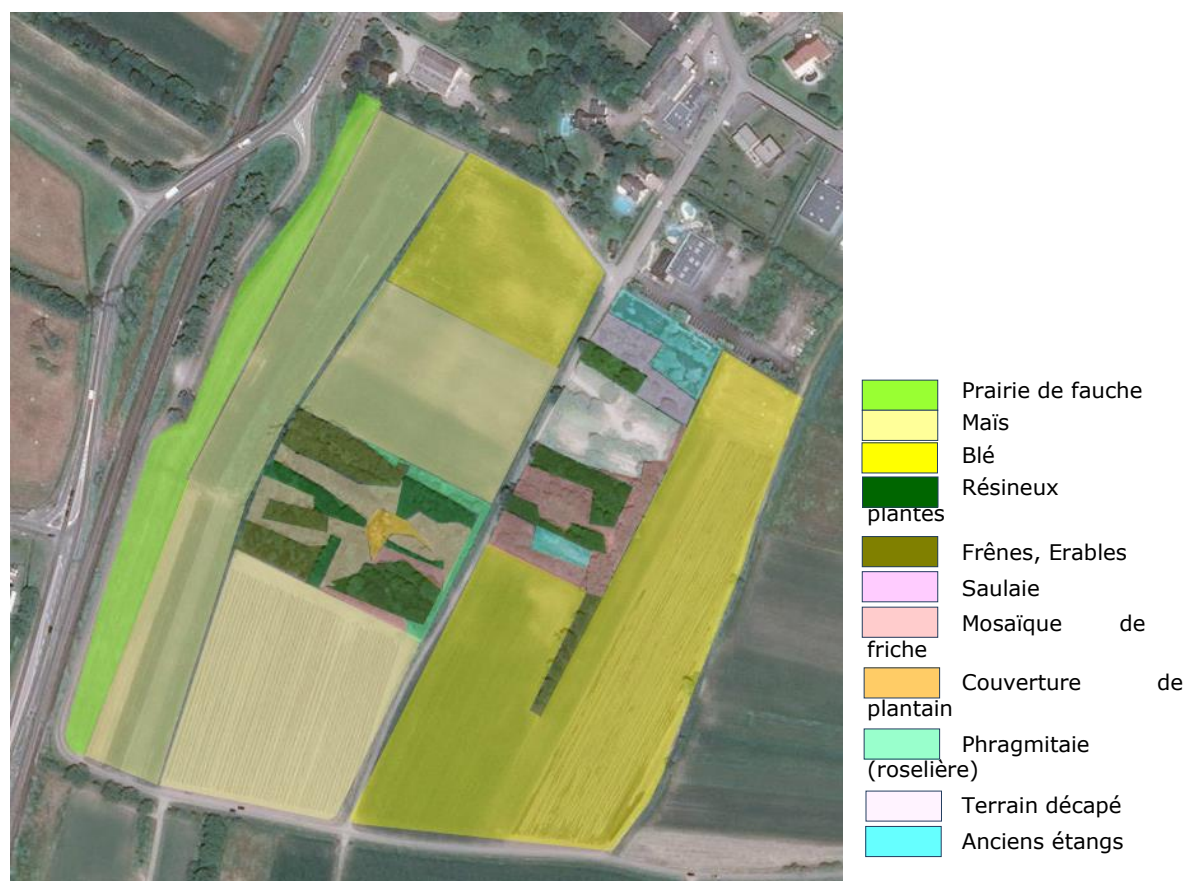 Prairie de fauche
Maïs
Blé
Résineux
plantés
Frênes, Erables
Saulaie
Mosaïque de
friche
Couverture de
plantain
Phragmitaie
(roselière)
Terrain décapé
Anciens étangs